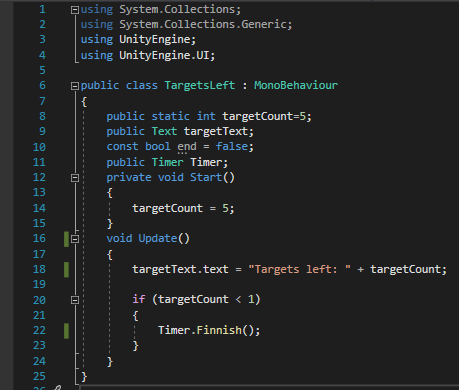 1 using System.Collections;
2 using System.Collections.Generic;
3 using UnityEngine;
4 using UnityEngine.UI;
5
6 public class TargetsLeft : MonoBehaviour
7 {
8 public static int targetCount=5;
9 public Text targetText;
10 const bool end = false;
11 public Timer Timer;
12 private void Start()
13 {
14 targetCount = 5;
15 }
16 void Update()
17 {
18 targetText.text = "Targets left: " + targetCount;
19
20 if (targetCount < 1)
21 {
22 Timer.Finnish();
23 }
24 }
25 }
26